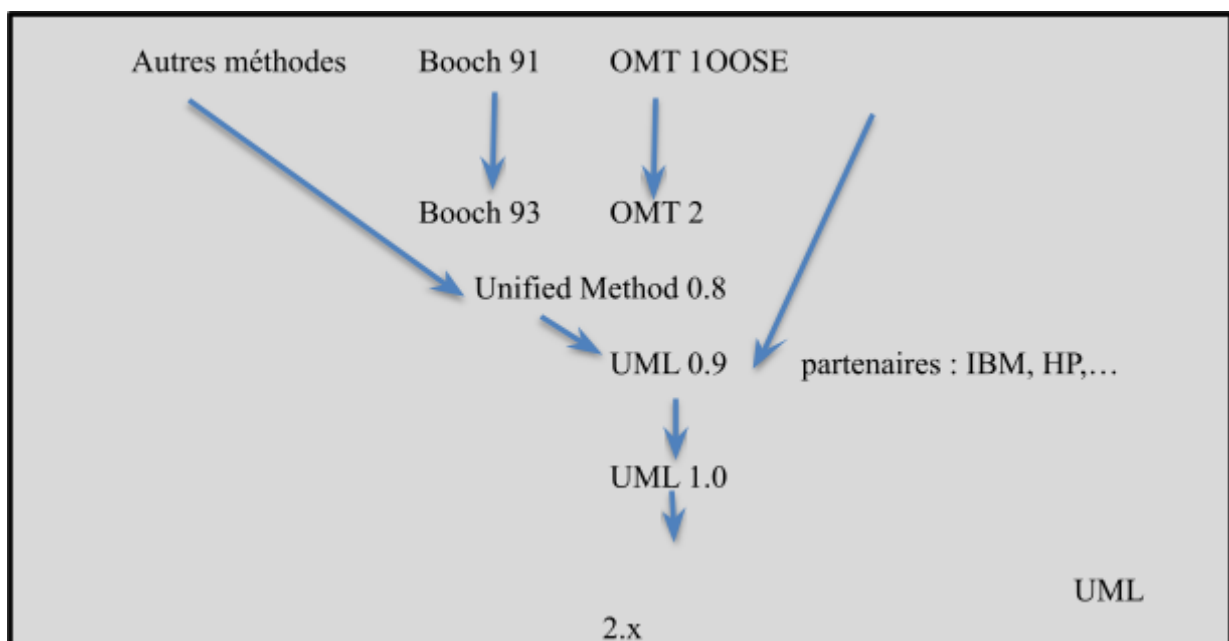 Autres méthodes Booch 91 OMT 1OOSE
Booch 93 OMT 2
Unified Method 0.8
UML 0.9 partenaires : IBM, HP,…
UML 1.0
UML
2.x